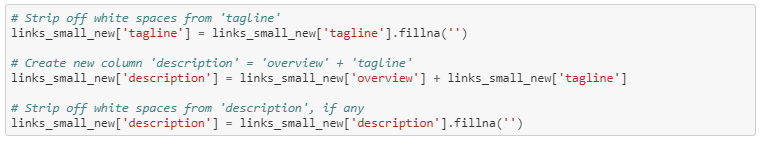 # Strip off white spaces from 'tagline'
links_small_new['tagline'] = links_small_new['tagline'].fillna('')
# Create new column 'description' = 'overview' + 'tagline'
links_small_new['description'] = links_small_new['overview'] + links_small_new['tagline']
# Strip off white spaces from 'description', if any
links_small_new['description'] = links_small_new['description'].fillna('')